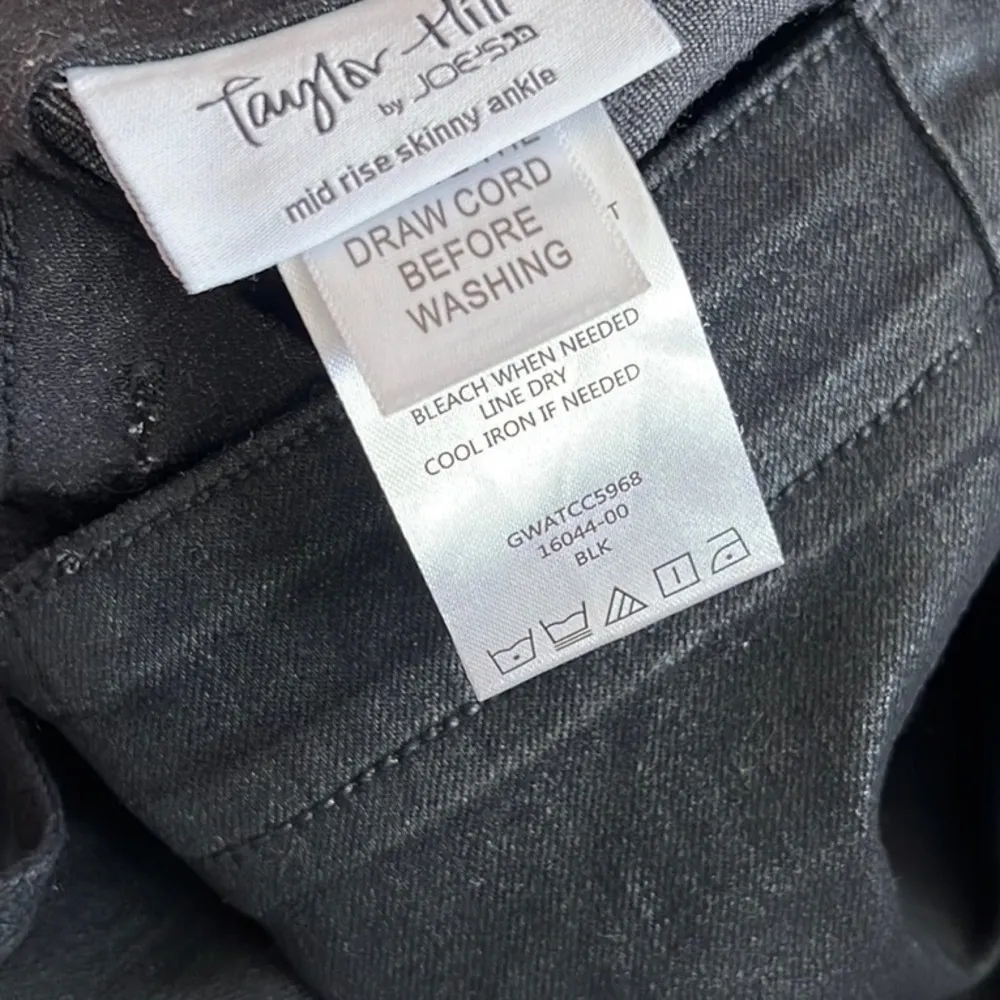 Taylor Hill
by JOE'S
mid rise skinny ankle
DRAW CORD
BEFORE
WASHING
T
BLEACH WHEN NEEDED
LINE DRY
COOL IRON IF NEEDED
GWATCC5968
16044-00
BLK